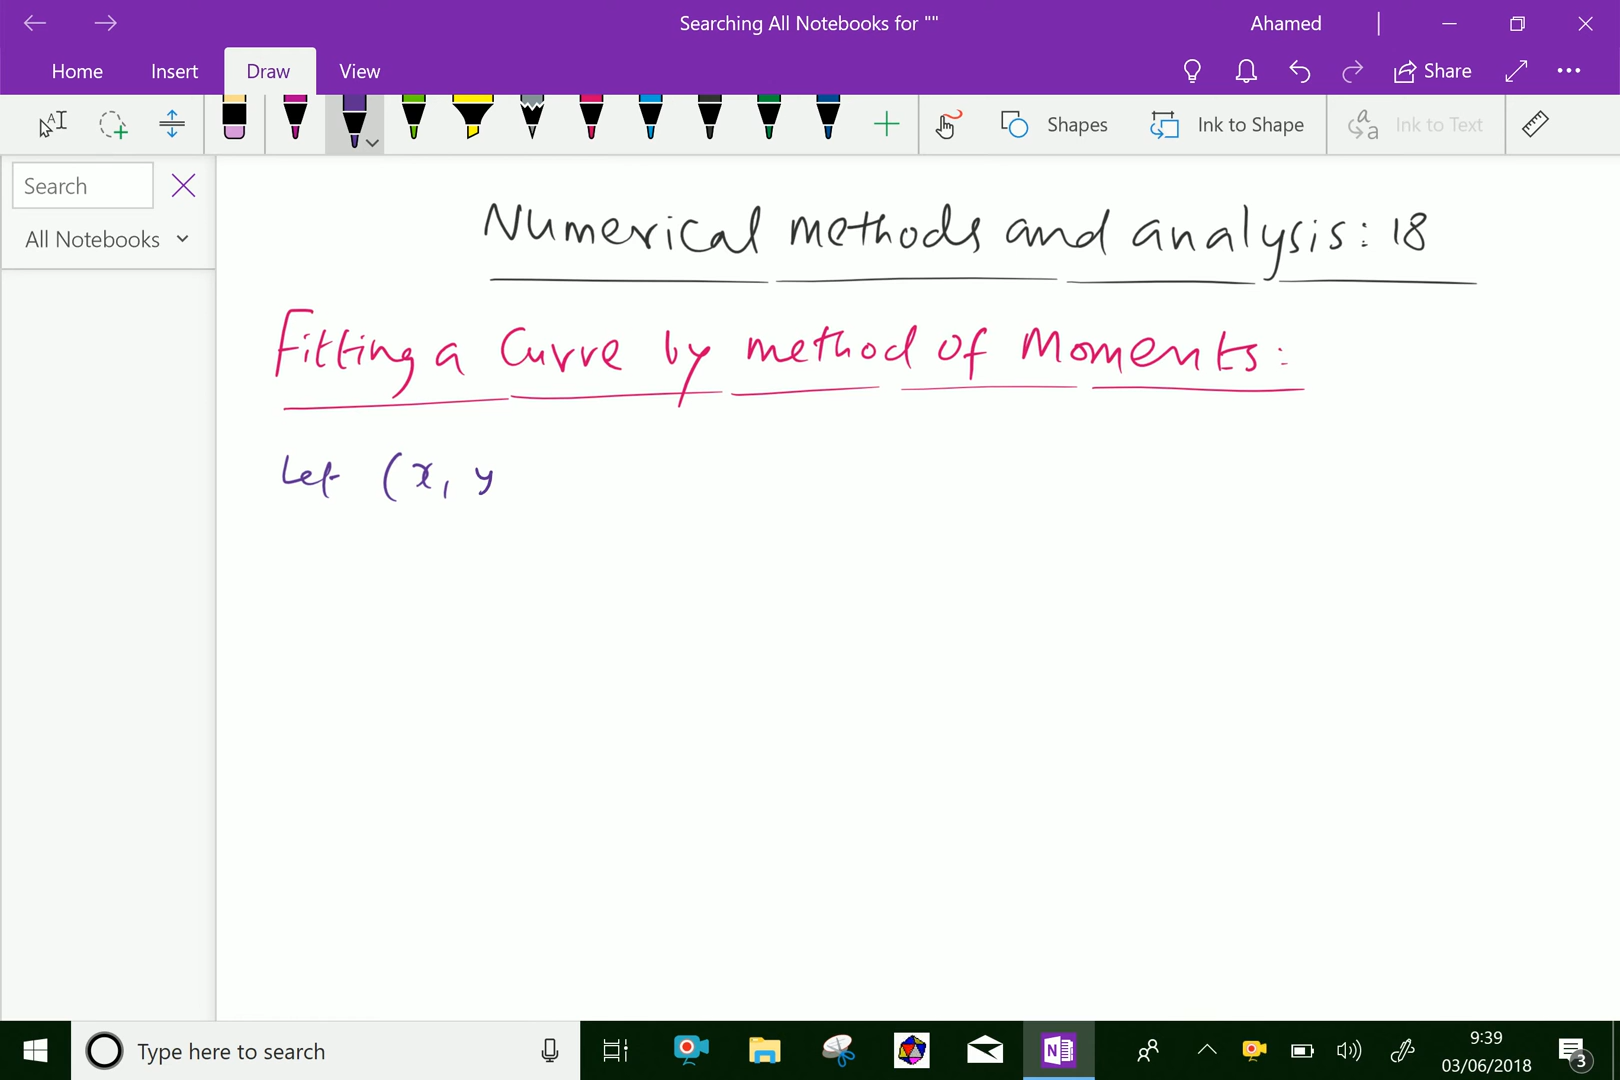 Searching All Notebooks for ""
Ahamed
Home Insert Draw View
Share
Shapes Ink to Shape Ink to Text
Search
All Notebooks
Numerical methods and analysis: 18
Fitting a Curve by method of Moments:
Let (x, y
Type here to search
9:39
03/06/2018
3